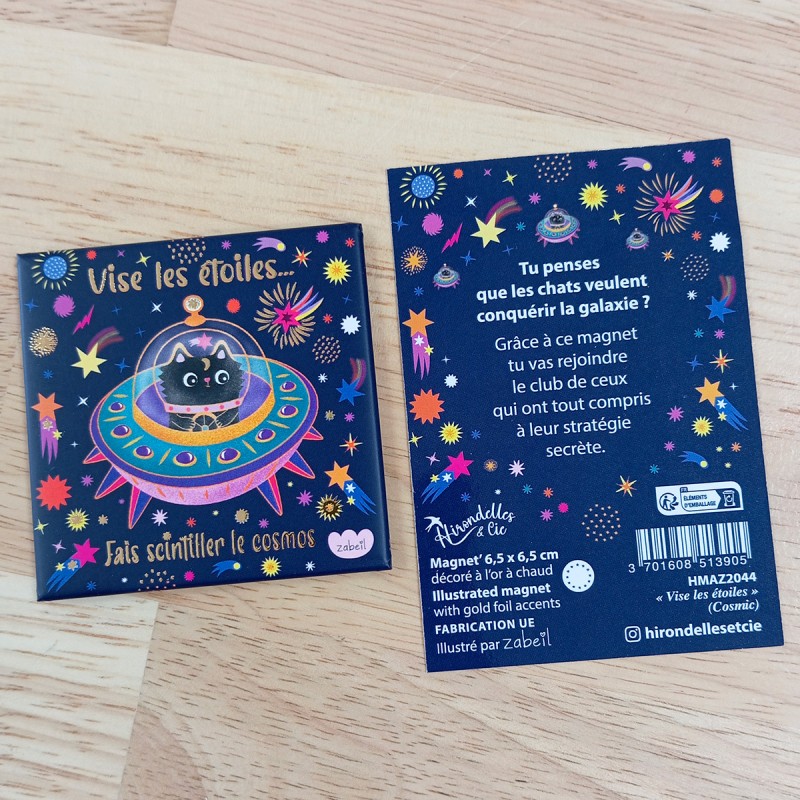 Vise les étoiles...
Fais scintiller le cosmos
zabeil
Tu penses
que les chats veulent
conquérir la galaxie ?
Grâce à ce magnet
tu vas rejoindre
le club de ceux
qui ont tout compris
à leur stratégie
secrète.
Hirondelles
& Cie
FR
ÉLÉMENTS
D'EMBALLAGE
Magnet' 6,5 x 6,5 cm
décoré à l'or à chaud
Illustrated magnet
with gold foil accents
FABRICATION UE
Illustré par zabeil
3 701608 513905
HMAZ2044
« Vise les étoiles »
(Cosmic)
hirondellesetcie